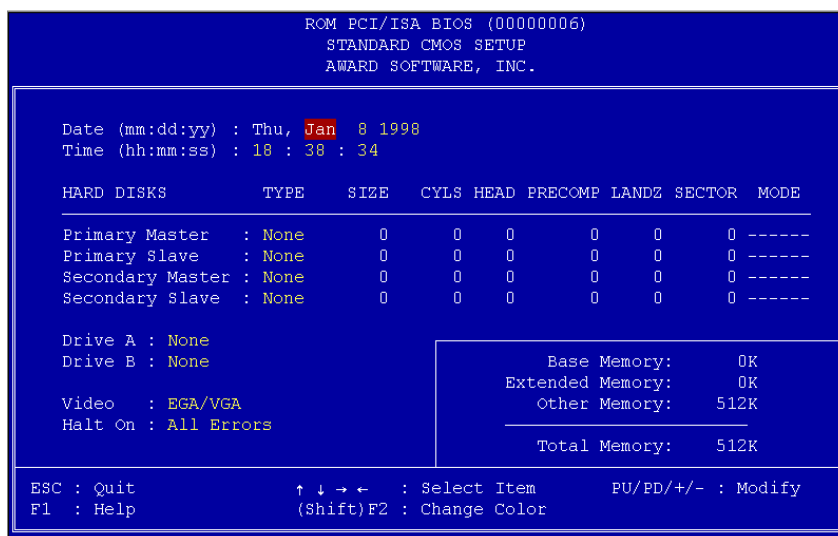 ROM PCI/ISA BIOS (00000006)
STANDARD CMOS SETUP
AWARD SOFTWARE, INC.
Date (mm:dd:yy) : Thu, Jan 8 1998
Time (hh:mm:ss) : 18 : 38 : 34
HARD DISKS TYPE SIZE CYLS HEAD PRECOMP LANDZ SECTOR MODE
Primary Master : None 0 0 0 0 0 0 ------
Primary Slave : None 0 0 0 0 0 0 ------
Secondary Master : None 0 0 0 0 0 0 ------
Secondary Slave : None 0 0 0 0 0 0 ------
Drive A : None
Drive B : None
Video : EGA/VGA
Halt On : All Errors
Base Memory: 0K
Extended Memory: 0K
Other Memory: 512K
Total Memory: 512K
ESC : Quit ↑ ↓ → ← : Select Item PU/PD/+/- : Modify
F1 : Help (Shift)F2 : Change Color